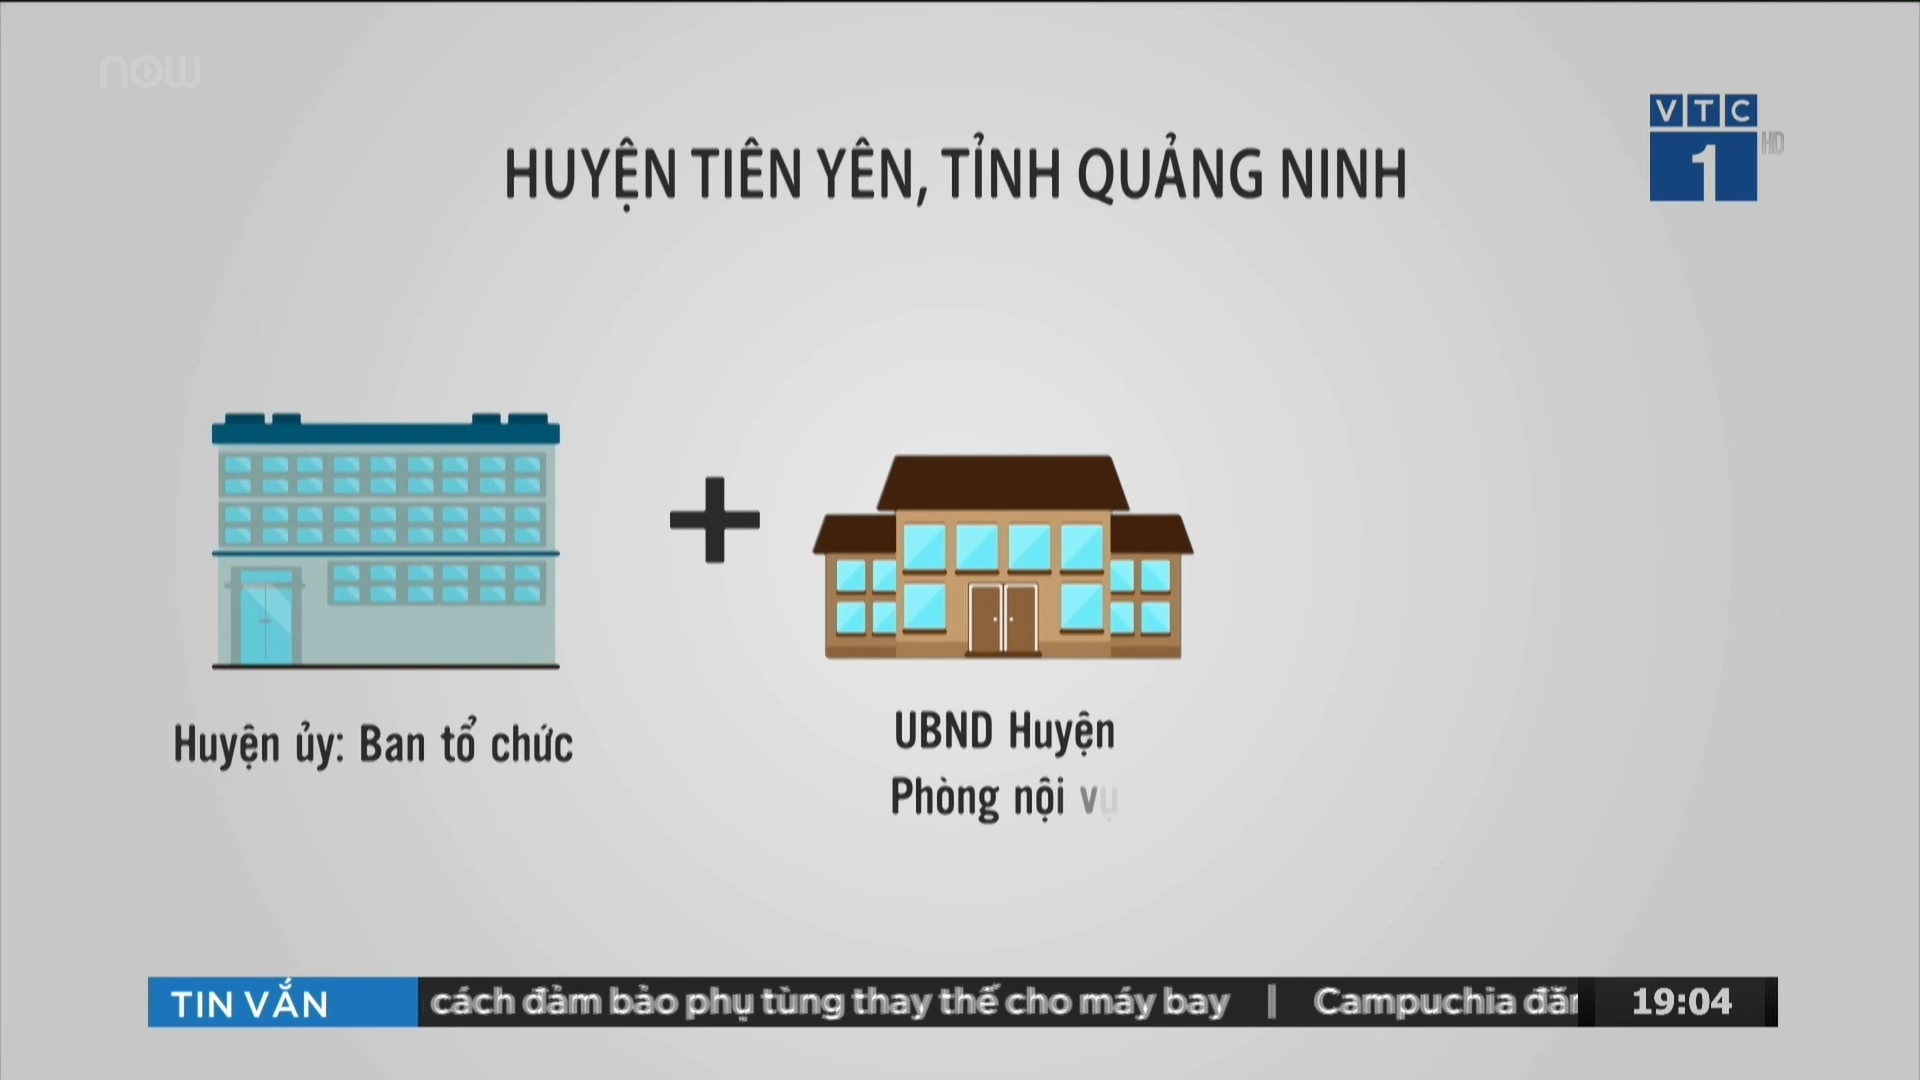 now
VTC
1
HD
HUYỆN TIÊN YÊN, TỈNH QUẢNG NINH
Huyện ủy: Ban tổ chức
UBND Huyện
Phòng nội vụ
TIN VẮN
cách đảm bảo phụ tùng thay thế cho máy bay | Campuchia
19:04